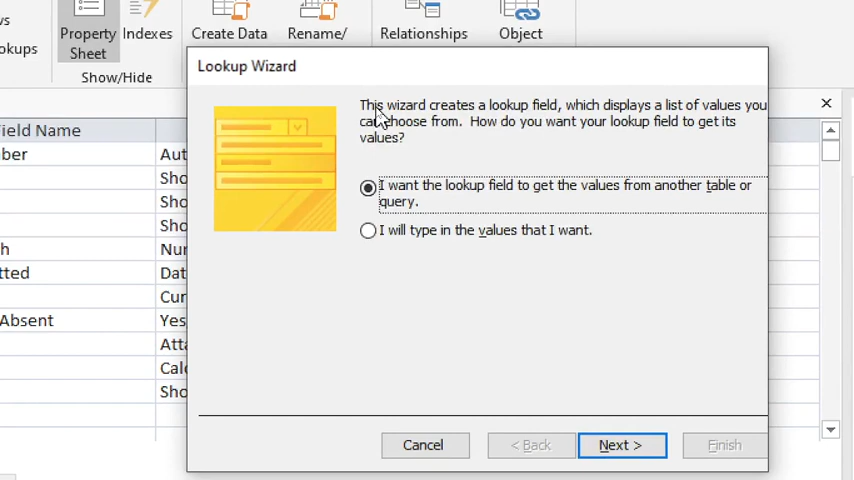 Property
Sheet
Indexes
Create Data
Rename/
Relationships
Object
okups
Show/Hide
Lookup Wizard
This wizard creates a lookup field, which displays a list of values you
can choose from.  How do you want your lookup field to get its
values?
I want the lookup field to get the values from another table or
query.
I will type in the values that I want.
Cancel
< Back
Next >
Finish
ield Name
ber
Aut
Sho
Sho
Sho
h
Nur
tted
Dat
Cur
Absent
Yes
Atta
Calc
Sho